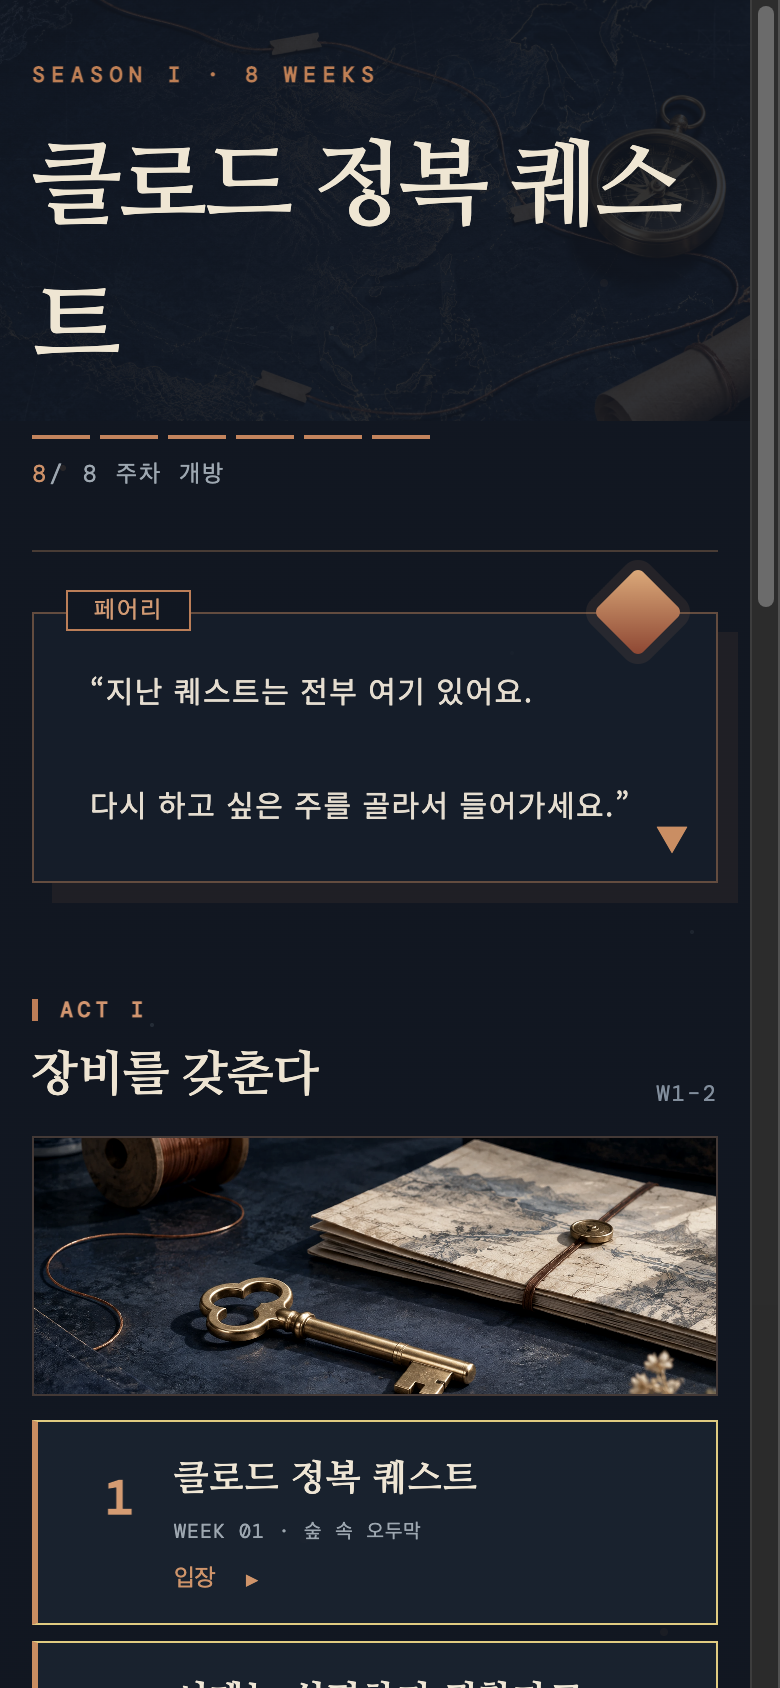 SEASON I · 8 WEEKS
클로드 정복 퀘스
트
8/ 8 주차 개방
페어리
“지난 퀘스트는 전부 여기 있어요.
다시 하고 싶은 주를 골라서 들어가세요.”
ACT I
장비를 갖춘다
W1-2
1
클로드 정복 퀘스트
WEEK 01 · 숲 속 오두막
입장 ▶